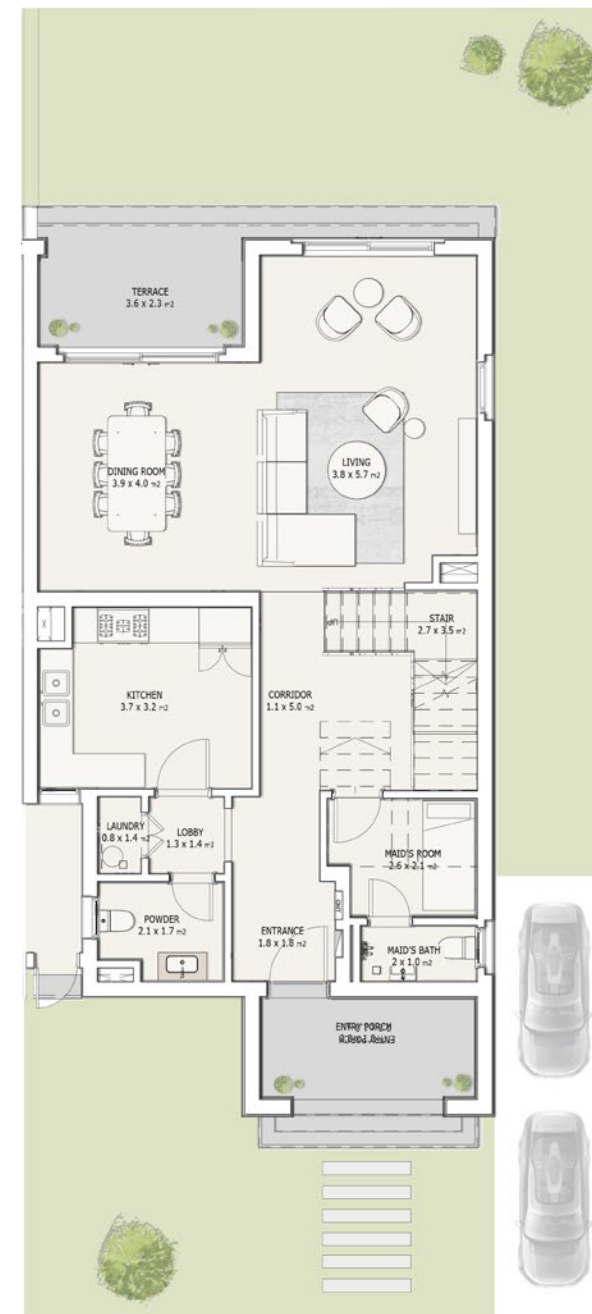 TERRACE
3.6 x 2.3 m2
DINING ROOM
3.9 x 4.0 m2
LIVING
3.8 x 5.7 m2
UP
STAIR
2.7 x 3.5 m2
KITCHEN
3.7 x 3.2 m2
CORRIDOR
1.1 x 5.0 m2
LAUNDRY
0.8 x 1.4 m2
LOBBY
1.3 x 1.4 m2
MAID'S ROOM
2.6 x 2.1 m2
POWDER
2.1 x 1.7 m2
ENTRANCE
1.8 x 1.8 m2
MAID'S BATH
2 x 1.0 m2
ENTRY PORCH
ENTRY PORCH